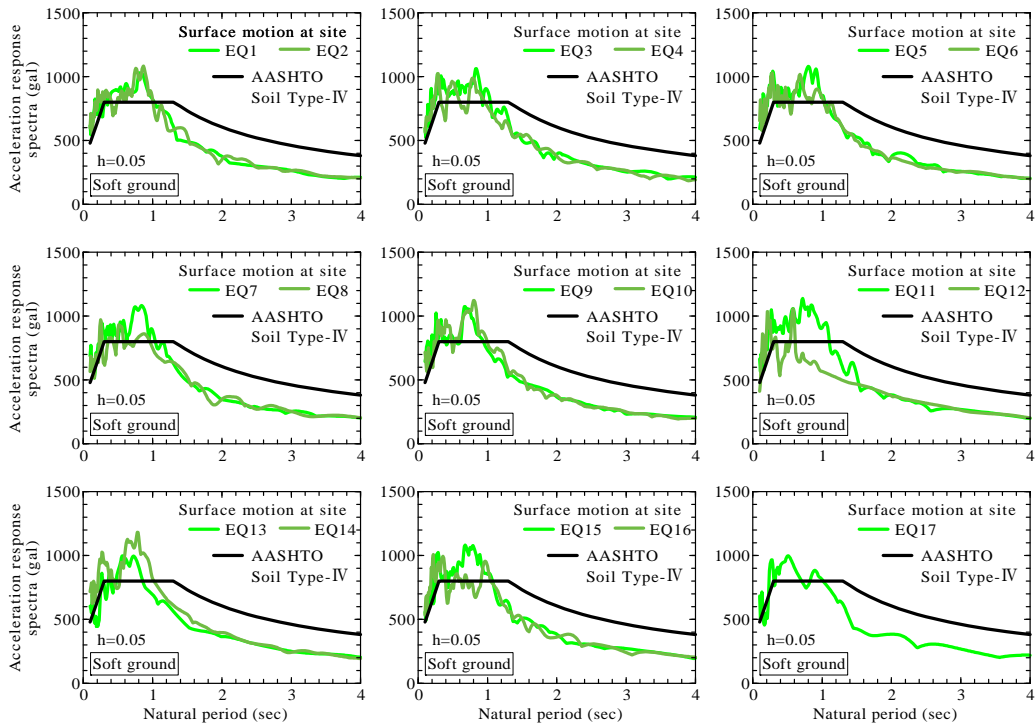 1500
1000
500
0
Acceleration response
spectra (gal)
Surface motion at site
EQ1 EQ2
AASHTO
Soil Type-Ⅳ
h=0.05
Soft ground
0 1 2 3 4
1500
1000
500
0
Surface motion at site
EQ3 EQ4
AASHTO
Soil Type-Ⅳ
h=0.05
Soft ground
0 1 2 3 4
1500
1000
500
0
Surface motion at site
EQ5 EQ6
AASHTO
Soil Type-Ⅳ
h=0.05
Soft ground
0 1 2 3 4
1500
1000
500
0
Acceleration response
spectra (gal)
Surface motion at site
EQ7 EQ8
AASHTO
Soil Type-Ⅳ
h=0.05
Soft ground
0 1 2 3 4
1500
1000
500
0
Surface motion at site
EQ9 EQ10
AASHTO
Soil Type-Ⅳ
h=0.05
Soft ground
0 1 2 3 4
1500
1000
500
0
Surface motion at site
EQ11 EQ12
AASHTO
Soil Type-Ⅳ
h=0.05
Soft ground
0 1 2 3 4
1500
1000
500
0
Acceleration response
spectra (gal)
Surface motion at site
EQ13 EQ14
AASHTO
Soil Type-Ⅳ
h=0.05
Soft ground
0 1 2 3 4
Natural period (sec)
1500
1000
500
0
Surface motion at site
EQ15 EQ16
AASHTO
Soil Type-Ⅳ
h=0.05
Soft ground
0 1 2 3 4
Natural period (sec)
1500
1000
500
0
Surface motion at site
EQ17
AASHTO
Soil Type-Ⅳ
h=0.05
Soft ground
0 1 2 3 4
Natural period (sec)